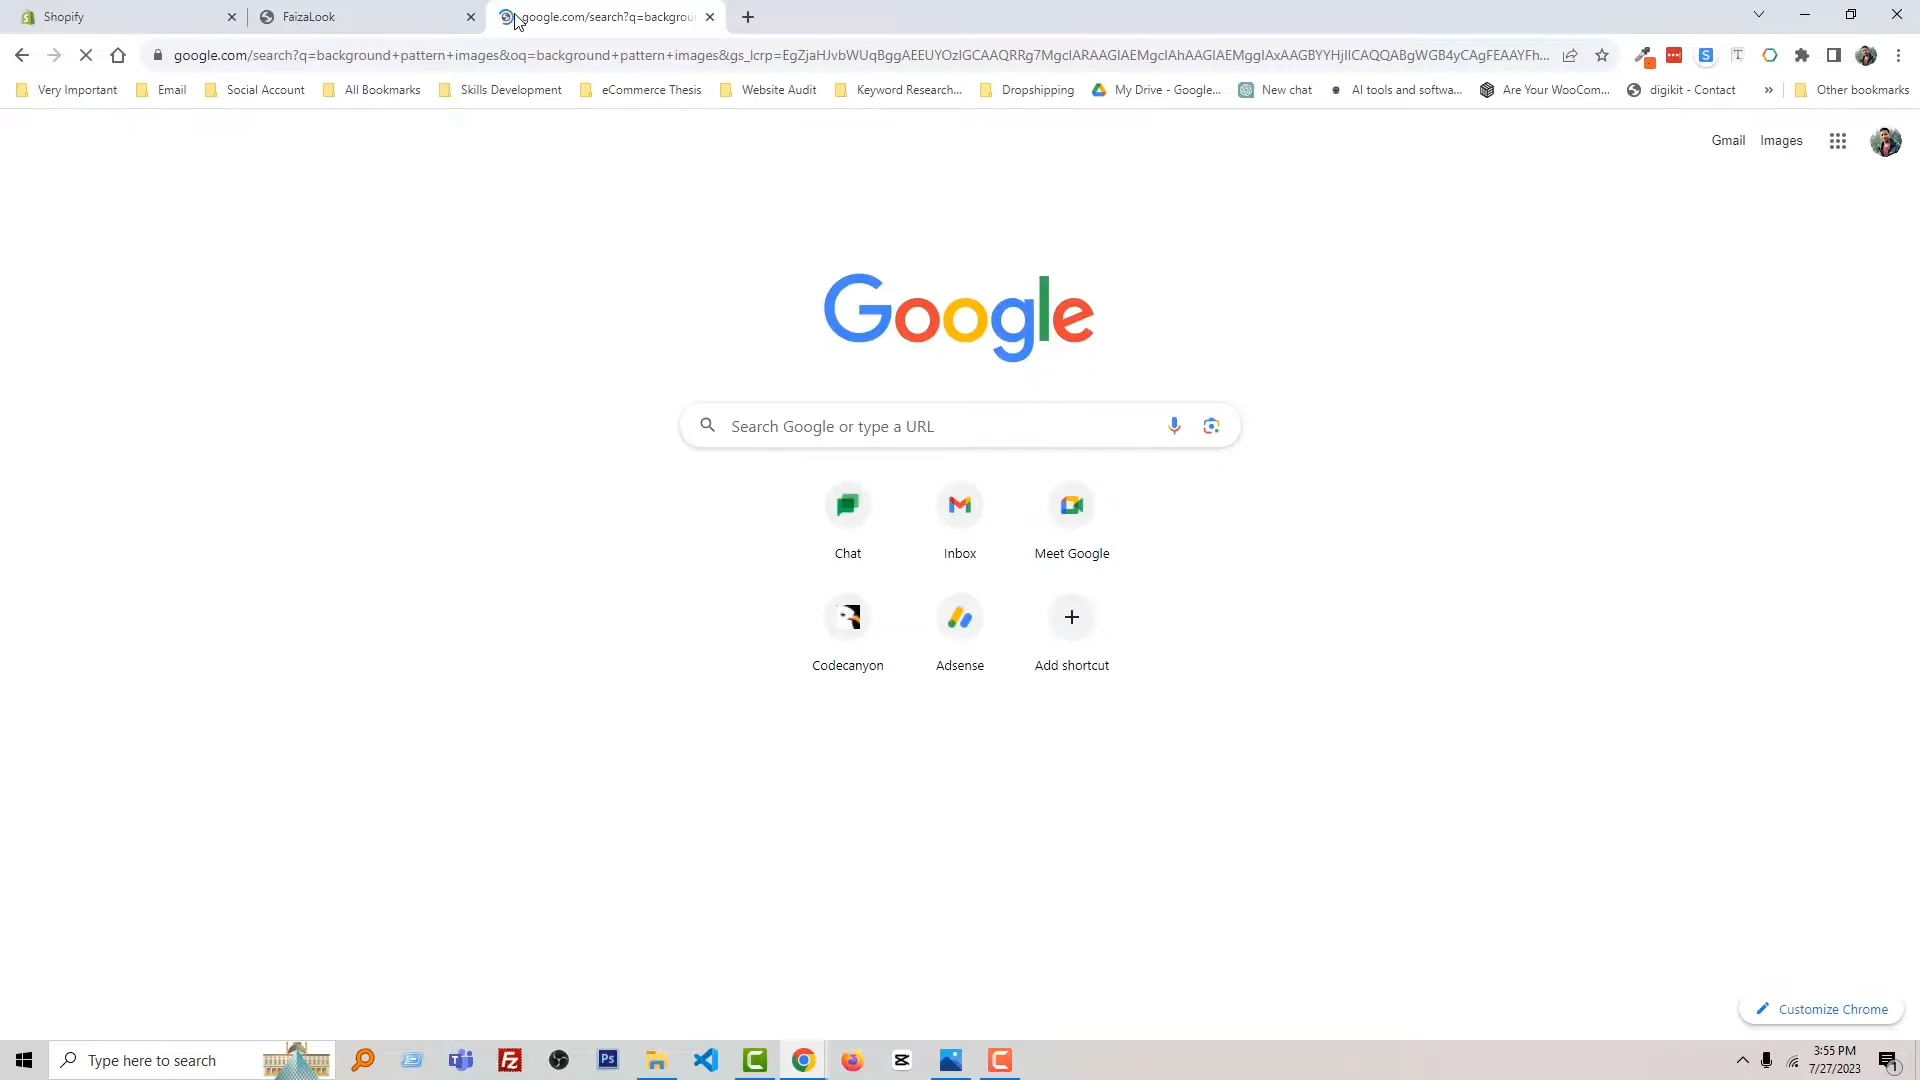 Shopify
FaizaLook
google.com/search?q=backgrou
google.com/search?q=background+pattern+images&oq=background+pattern+images&gs_lcrp=EgZjaHJvbWUqBggAEEUYOzIGCAAQRRg7MgcIARAAGIAEMgcIAhAAGIAEMggIAxAAGBYYHjIICAQQABgWGB4yCAgFEAAYFh...
Very Important
Email
Social Account
All Bookmarks
Skills Development
eCommerce Thesis
Website Audit
Keyword Research...
Dropshipping
My Drive - Google...
New chat
AI tools and softwa...
Are Your WooCom...
digikit - Contact
»
Other bookmarks
Gmail
Images
Google
Search Google or type a URL
Chat
Inbox
Meet Google
Codecanyon
Adsense
Add shortcut
Customize Chrome
Type here to search
Ps
3:55 PM
7/27/2023
1